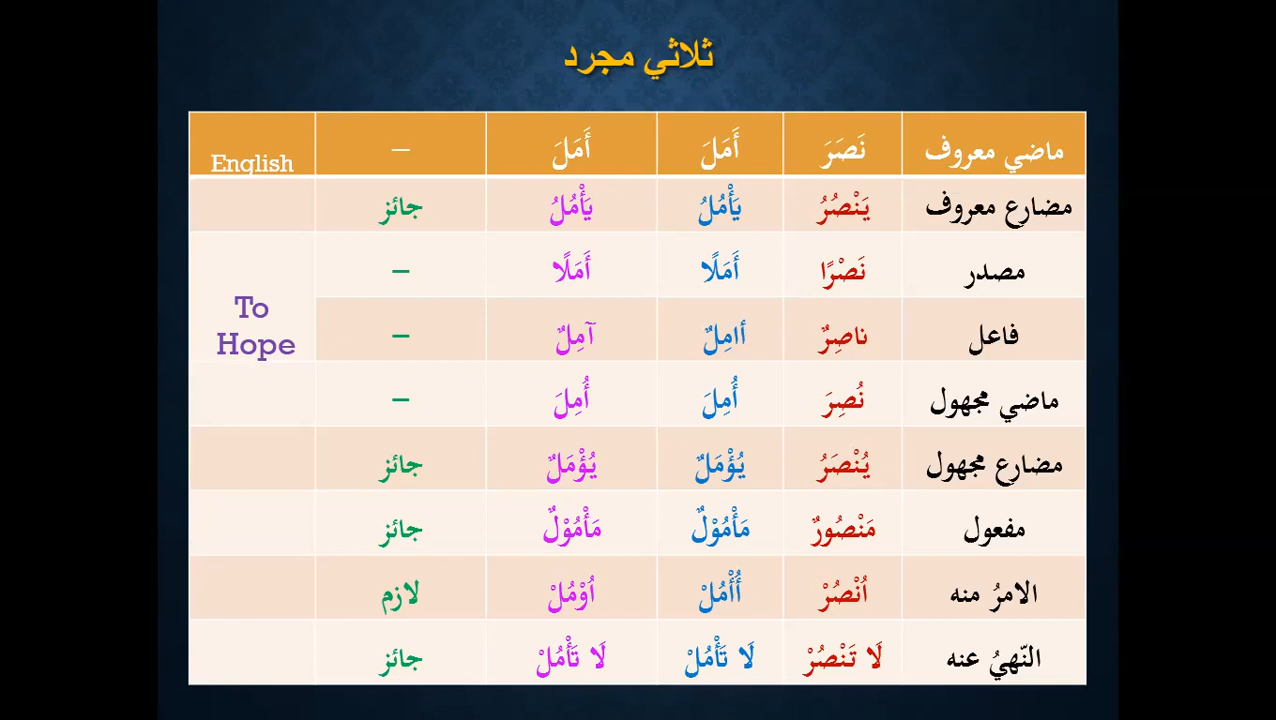 ثلاثي مجرد
ماضي معروف نَصَرَ أَمَلَ أَمَلَ – English
مضارع معروف يَنْصُرُ يَأْمُلُ يَأْمُلُ جائز
مصدر نَصْرًا أَمَلًا أَمَلًا –
فاعل ناصِرٌ أامِلٌ آمِلٌ –
To
Hope
ماضي مجهول نُصِرَ أُمِلَ أُمِلَ –
مضارع مجهول يُنْصَرُ يُؤْمَلٌ يُؤْمَلٌ جائز
مفعول مَنْصُورٌ مَأْمُوْلٌ مَأْمُوْلٌ جائز
الامرُ منه اُنْصُرْ أُأْمُلْ اُوْمُلْ لازم
النّهيُ عنه لَا تَنْصُرْ لَا تَأْمُلْ لَا تَأْمُلْ جائز